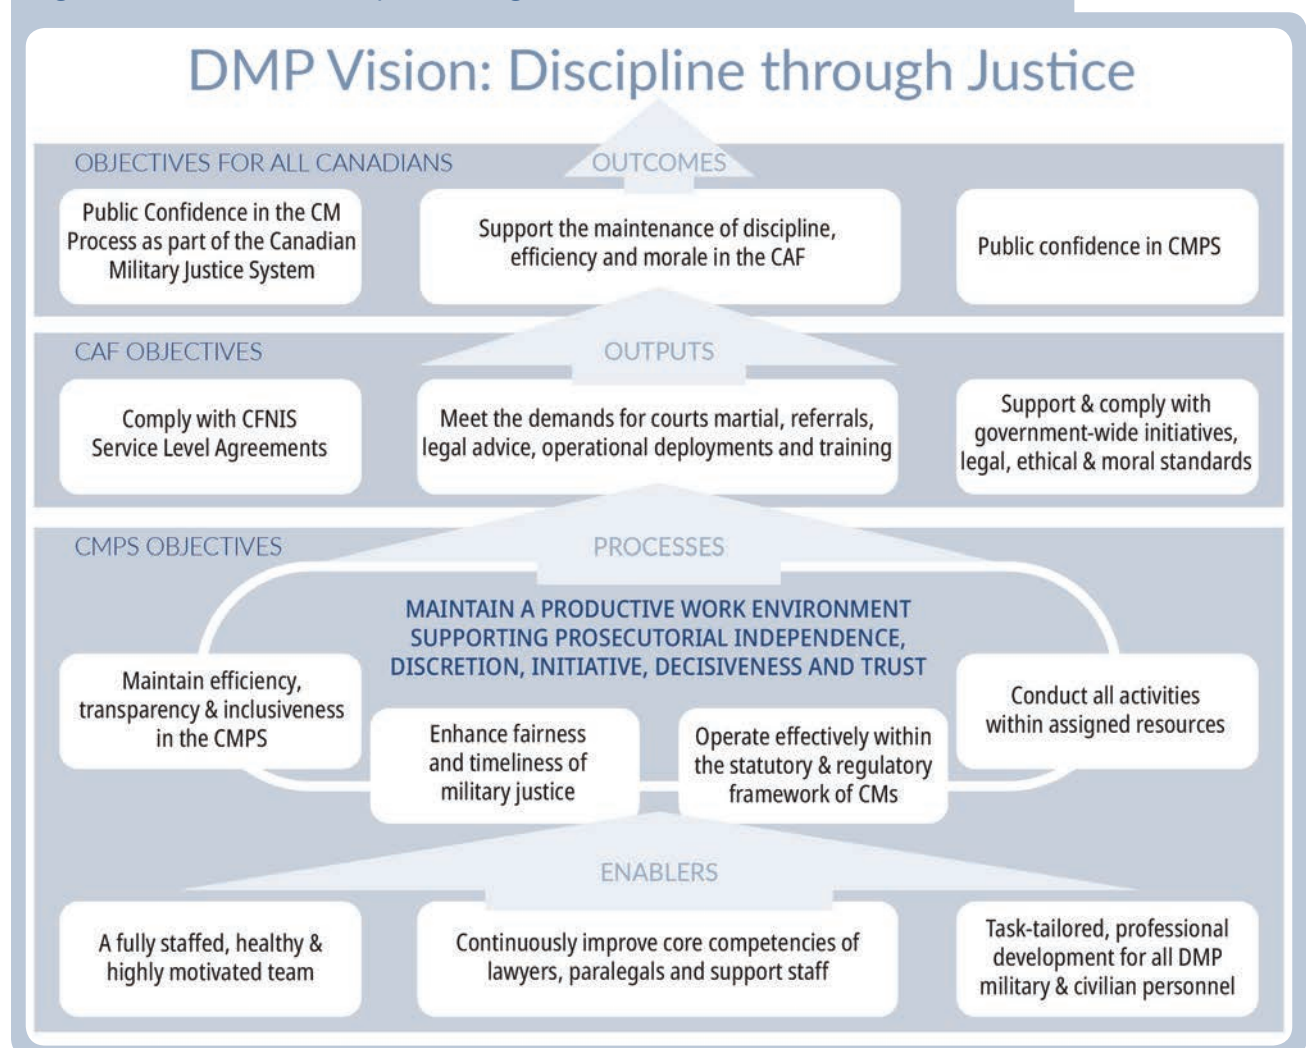 DMP Vision: Discipline through Justice
OBJECTIVES FOR ALL CANADIANS
OUTCOMES
Public Confidence in the CM
Process as part of the Canadian
Military Justice System
Support the maintenance of discipline,
efficiency and morale in the CAF
Public confidence in CMPS
CAF OBJECTIVES
OUTPUTS
Comply with CFNIS
Service Level Agreements
Meet the demands for courts martial, referrals,
legal advice, operational deployments and training
Support & comply with
government-wide initiatives,
legal, ethical & moral standards
CMPS OBJECTIVES
PROCESSES
MAINTAIN A PRODUCTIVE WORK ENVIRONMENT
SUPPORTING PROSECUTORIAL INDEPENDENCE,
DISCRETION, INITIATIVE, DECISIVENESS AND TRUST
Maintain efficiency,
transparency & inclusiveness
in the CMPS
Enhance fairness
and timeliness of
military justice
Operate effectively within
the statutory & regulatory
framework of CMs
Conduct all activities
within assigned resources
ENABLERS
A fully staffed, healthy &
highly motivated team
Continuously improve core competencies of
lawyers, paralegals and support staff
Task-tailored, professional
development for all DMP
military & civilian personnel